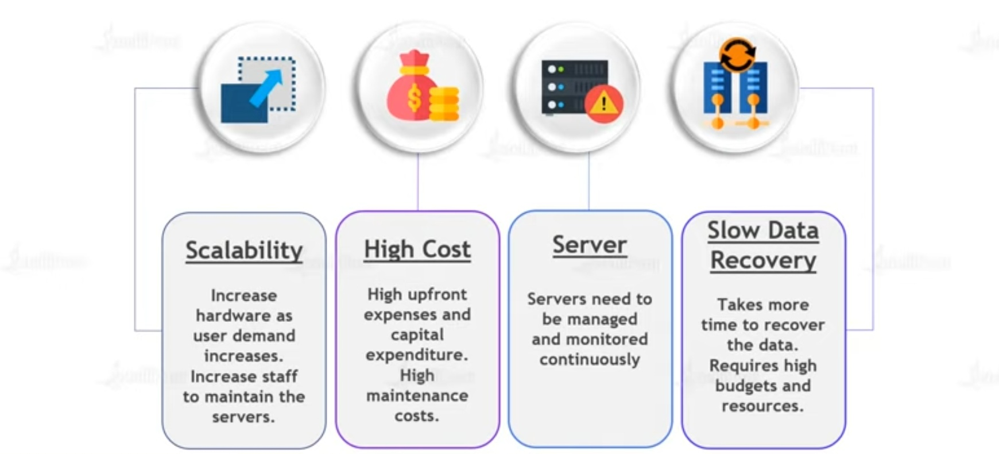 Scalability
Increase
hardware as
user demand
increases.
Increase staff
to maintain the
servers.
High Cost
High upfront
expenses and
capital
expenditure.
High
maintenance
costs.
Server
Servers need to
be managed
and monitored
continuously
Slow Data
Recovery
Takes more
time to recover
the data.
Requires high
budgets and
resources.